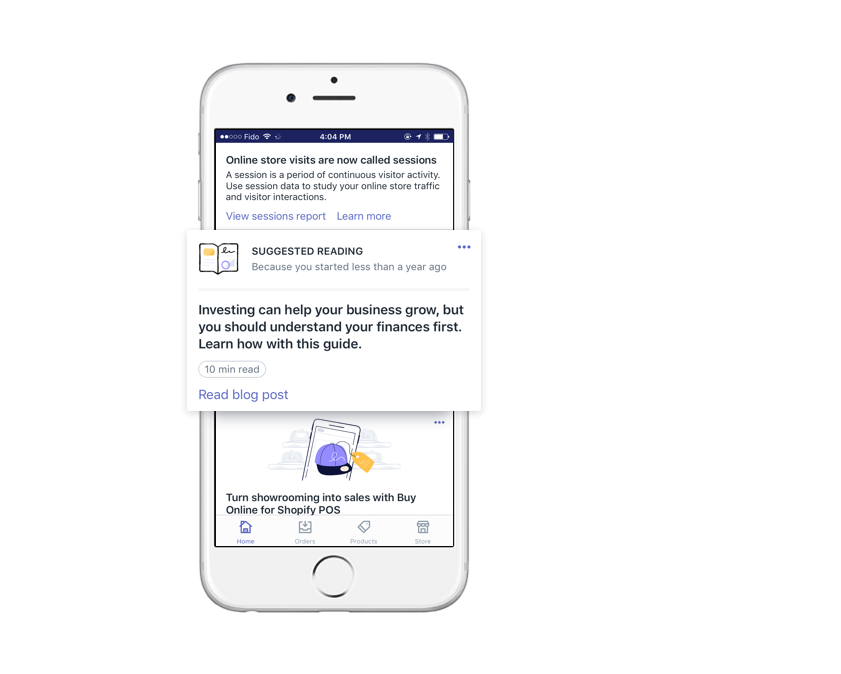 Fido
4:04 PM
Online store visits are now called sessions
A session is a period of continuous visitor activity.
Use session data to study your online store traffic
and visitor interactions.
View sessions report Learn more
SUGGESTED READING
Because you started less than a year ago
Investing can help your business grow, but
you should understand your finances first.
Learn how with this guide.
10 min read
Read blog post
Turn showrooming into sales with Buy
Online for Shopify POS
Home Orders Products Store